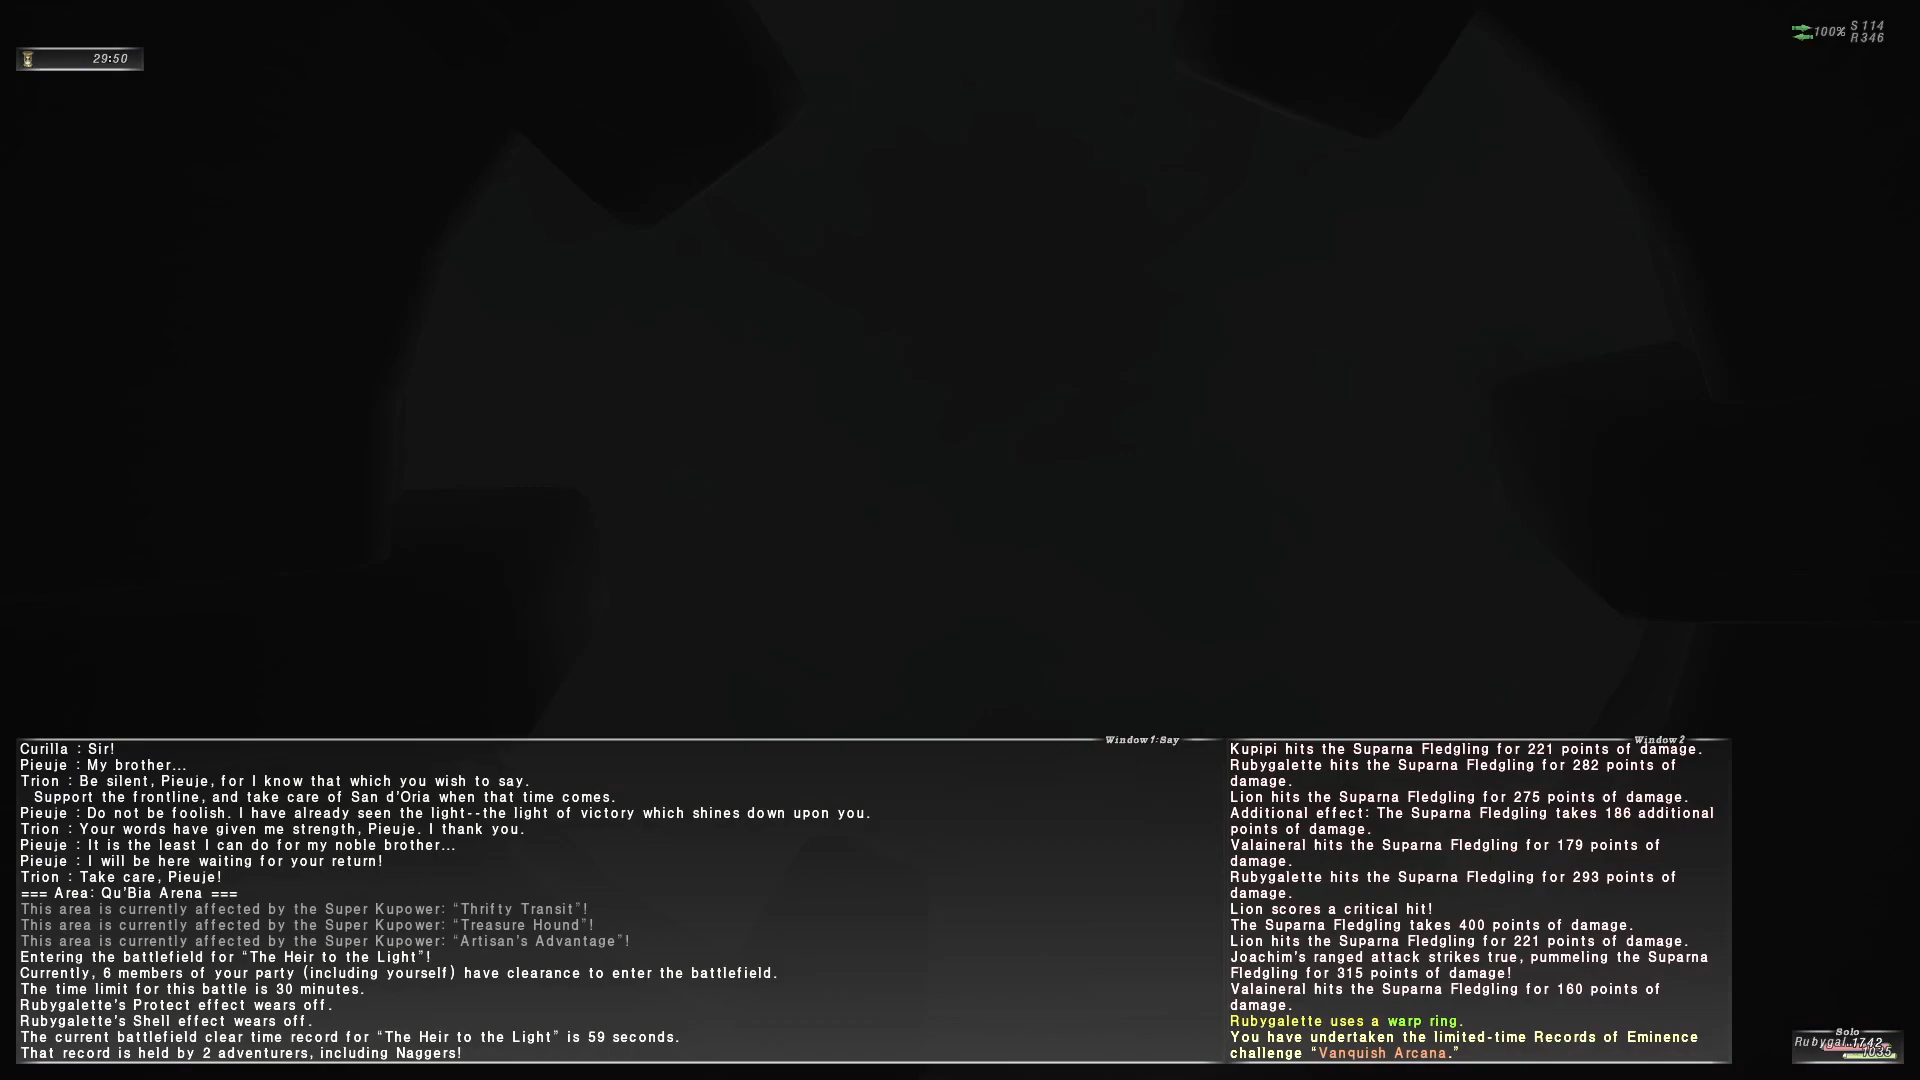 29:50
100% S 114
R 346
Window1:Say
Curilla : Sir!
Pieuje : My brother...
Trion : Be silent, Pieuje, for I know that which you wish to say.
Support the frontline, and take care of San d'Oria when that time comes.
Pieuje : Do not be foolish. I have already seen the light--the light of victory which shines down upon you.
Trion : Your words have given me strength, Pieuje. I thank you.
Pieuje : It is the least I can do for my noble brother...
Pieuje : I will be here waiting for your return!
Trion : Take care, Pieuje!
=== Area: Qu'Bia Arena ===
This area is currently affected by the Super Kupower: “Thrifty Transit”!
This area is currently affected by the Super Kupower: “Treasure Hound”!
This area is currently affected by the Super Kupower: “Artisan's Advantage”!
Entering the battlefield for “The Heir to the Light”!
Currently, 6 members of your party (including yourself) have clearance to enter the battlefield.
The time limit for this battle is 30 minutes.
Rubygalette's Protect effect wears off.
Rubygalette's Shell effect wears off.
The current battlefield clear time record for “The Heir to the Light” is 59 seconds.
That record is held by 2 adventurers, including Naggers!
Window2
Kupipi hits the Suparna Fledgling for 221 points of damage.
Rubygalette hits the Suparna Fledgling for 282 points of
damage.
Lion hits the Suparna Fledgling for 275 points of damage.
Additional effect: The Suparna Fledgling takes 186 additional
points of damage.
Valaineral hits the Suparna Fledgling for 179 points of
damage.
Rubygalette hits the Suparna Fledgling for 293 points of
damage.
Lion scores a critical hit!
The Suparna Fledgling takes 400 points of damage.
Lion hits the Suparna Fledgling for 221 points of damage.
Joachim's ranged attack strikes true, pummeling the Suparna
Fledgling for 315 points of damage!
Valaineral hits the Suparna Fledgling for 160 points of
damage.
Rubygalette uses a warp ring.
You have undertaken the limited-time Records of Eminence
challenge “Vanquish Arcana.”
Solo
Rubygal..1742
1035